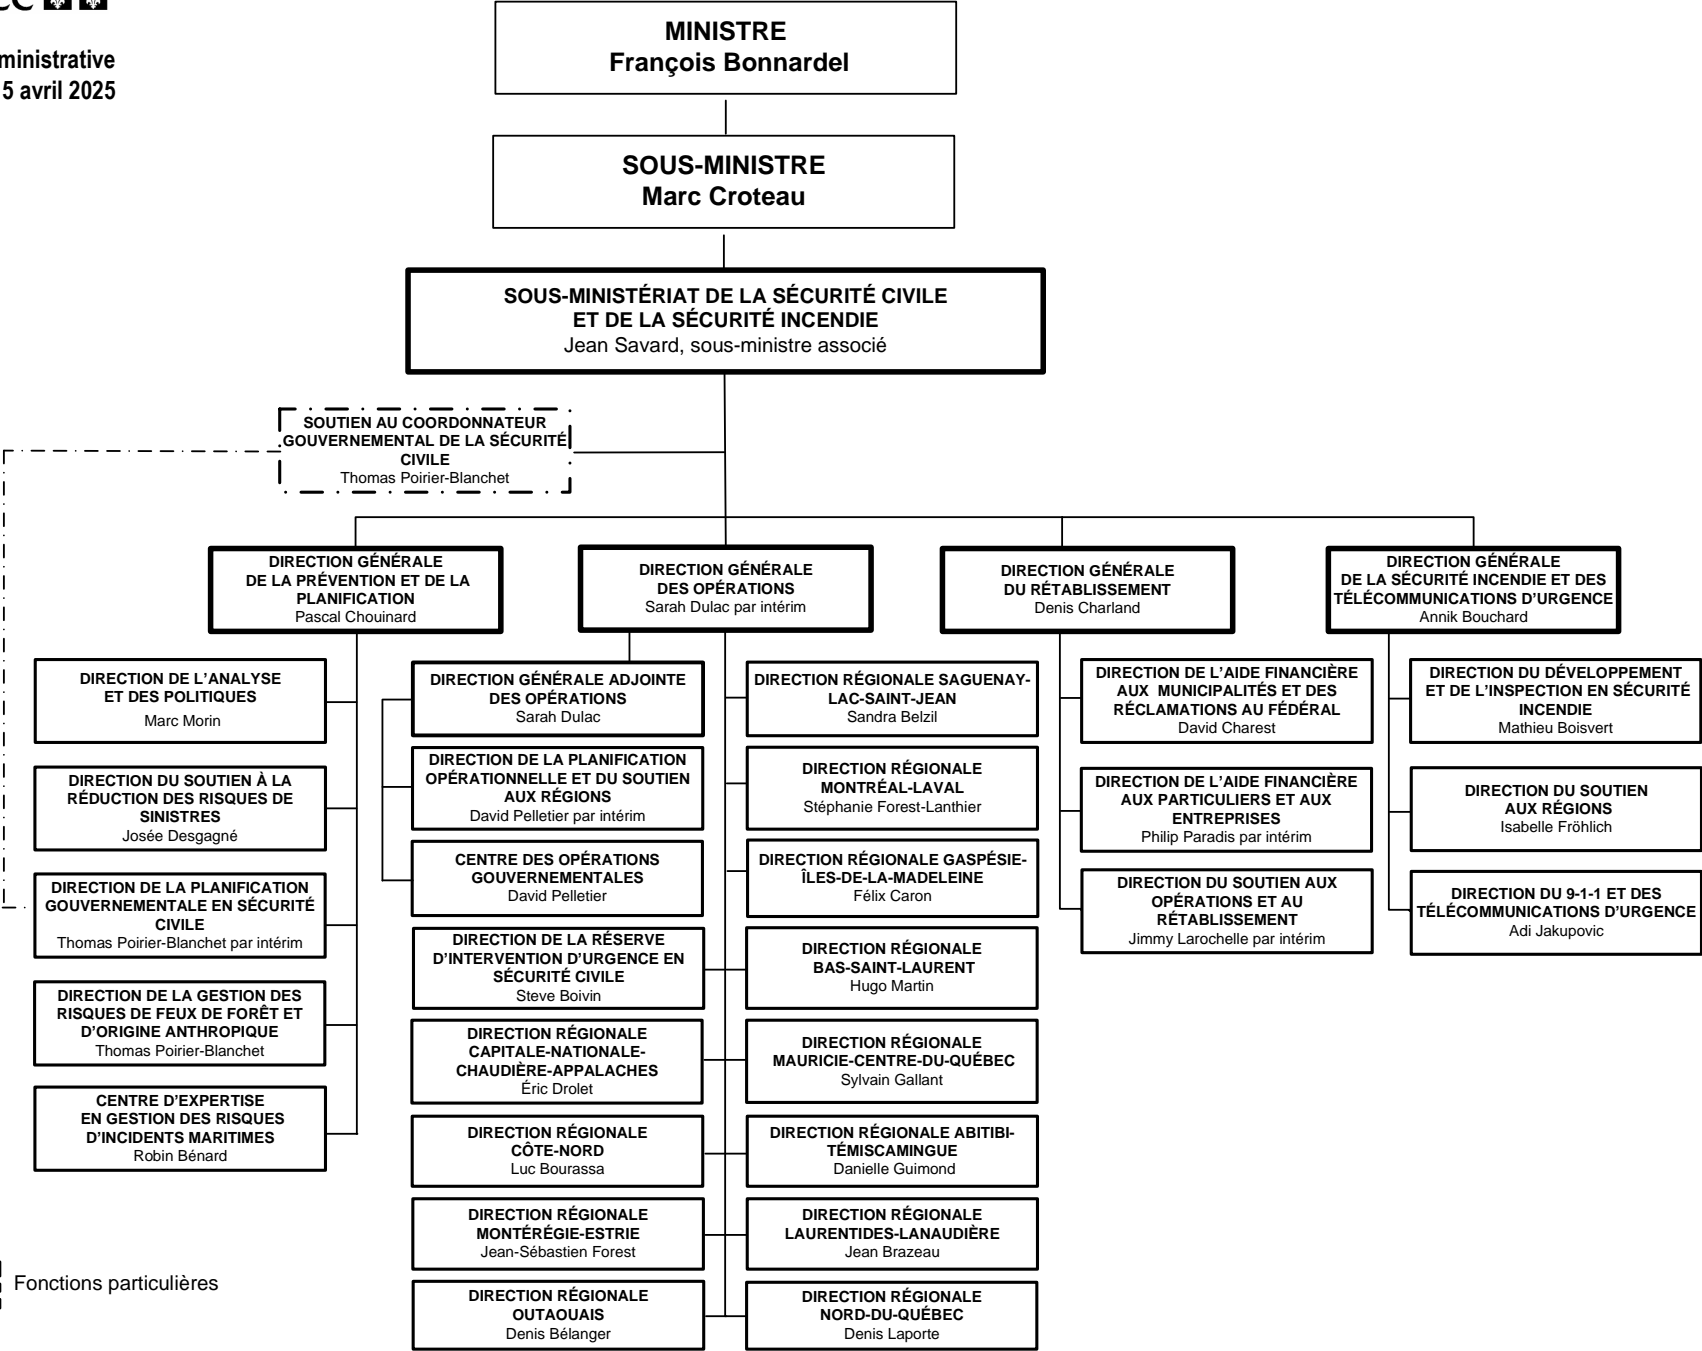 MINISTRE
François Bonnardel
5 avril 2025
SOUS-MINISTRE
Marc Croteau
SOUS-MINISTÉRIAT DE LA SÉCURITÉ CIVILE
ET DE LA SÉCURITÉ INCENDIE
Jean Savard, sous-ministre associé
SOUTIEN AU COORDONNATEUR
GOUVERNEMENTAL DE LA SÉCURITÉ
CIVILE
Thomas Poirier-Blanchet
DIRECTION GÉNÉRALE
DE LA PRÉVENTION ET DE LA
PLANIFICATION
Pascal Chouinard
DIRECTION GÉNÉRALE
DES OPÉRATIONS
Sarah Dulac par intérim
DIRECTION GÉNÉRALE
DU RÉTABLISSEMENT
Denis Charland
DIRECTION GÉNÉRALE
DE LA SÉCURITÉ INCENDIE ET DES
TÉLÉCOMMUNICATIONS D'URGENCE
Annik Bouchard
DIRECTION DE L'ANALYSE
ET DES POLITIQUES
Marc Morin
DIRECTION DU SOUTIEN À LA
RÉDUCTION DES RISQUES DE
SINISTRES
Josée Desgagné
DIRECTION DE LA PLANIFICATION
GOUVERNEMENTALE EN SÉCURITÉ
CIVILE
Thomas Poirier-Blanchet par intérim
DIRECTION DE LA GESTION DES
RISQUES DE FEUX DE FORÊT ET
D'ORIGINE ANTHROPIQUE
Thomas Poirier-Blanchet
CENTRE D'EXPERTISE
EN GESTION DES RISQUES
D'INCIDENTS MARITIMES
Robin Bénard
DIRECTION GÉNÉRALE ADJOINTE
DES OPÉRATIONS
Sarah Dulac
DIRECTION DE LA PLANIFICATION
OPÉRATIONNELLE ET DU SOUTIEN
AUX RÉGIONS
David Pelletier par intérim
CENTRE DES OPÉRATIONS
GOUVERNEMENTALES
David Pelletier
DIRECTION DE LA RÉSERVE
D'INTERVENTION D'URGENCE EN
SÉCURITÉ CIVILE
Steve Boivin
DIRECTION RÉGIONALE
CAPITALE-NATIONALE-
CHAUDIÈRE-APPALACHES
Éric Drolet
DIRECTION RÉGIONALE
CÔTE-NORD
Luc Bourassa
DIRECTION RÉGIONALE
MONTÉRÉGIE-ESTRIE
Jean-Sébastien Forest
DIRECTION RÉGIONALE
OUTAOUAIS
Denis Bélanger
DIRECTION RÉGIONALE SAGUENAY-
LAC-SAINT-JEAN
Sandra Belzil
DIRECTION RÉGIONALE
MONTRÉAL-LAVAL
Stéphanie Forest-Lanthier
DIRECTION RÉGIONALE GASPÉSIE-
ÎLES-DE-LA-MADELEINE
Félix Caron
DIRECTION RÉGIONALE
BAS-SAINT-LAURENT
Hugo Martin
DIRECTION RÉGIONALE
MAURICIE-CENTRE-DU-QUÉBEC
Sylvain Gallant
DIRECTION RÉGIONALE ABITIBI-
TÉMISCAMINGUE
Danielle Guimond
DIRECTION RÉGIONALE
LAURENTIDES-LANAUDIÈRE
Jean Brazeau
DIRECTION RÉGIONALE
NORD-DU-QUÉBEC
Denis Laporte
DIRECTION DE L'AIDE FINANCIÈRE
AUX MUNICIPALITÉS ET DES
RÉCLAMATIONS AU FÉDÉRAL
David Charest
DIRECTION DE L'AIDE FINANCIÈRE
AUX PARTICULIERS ET AUX
ENTREPRISES
Philip Paradis par intérim
DIRECTION DU SOUTIEN AUX
OPÉRATIONS ET AU
RÉTABLISSEMENT
Jimmy Larochelle par intérim
DIRECTION DU DÉVELOPPEMENT
ET DE L'INSPECTION EN SÉCURITÉ
INCENDIE
Mathieu Boisvert
DIRECTION DU SOUTIEN
AUX RÉGIONS
Isabelle Fröhlich
DIRECTION DU 9-1-1 ET DES
TÉLÉCOMMUNICATIONS D'URGENCE
Adi Jakupovic
Fonctions particulières